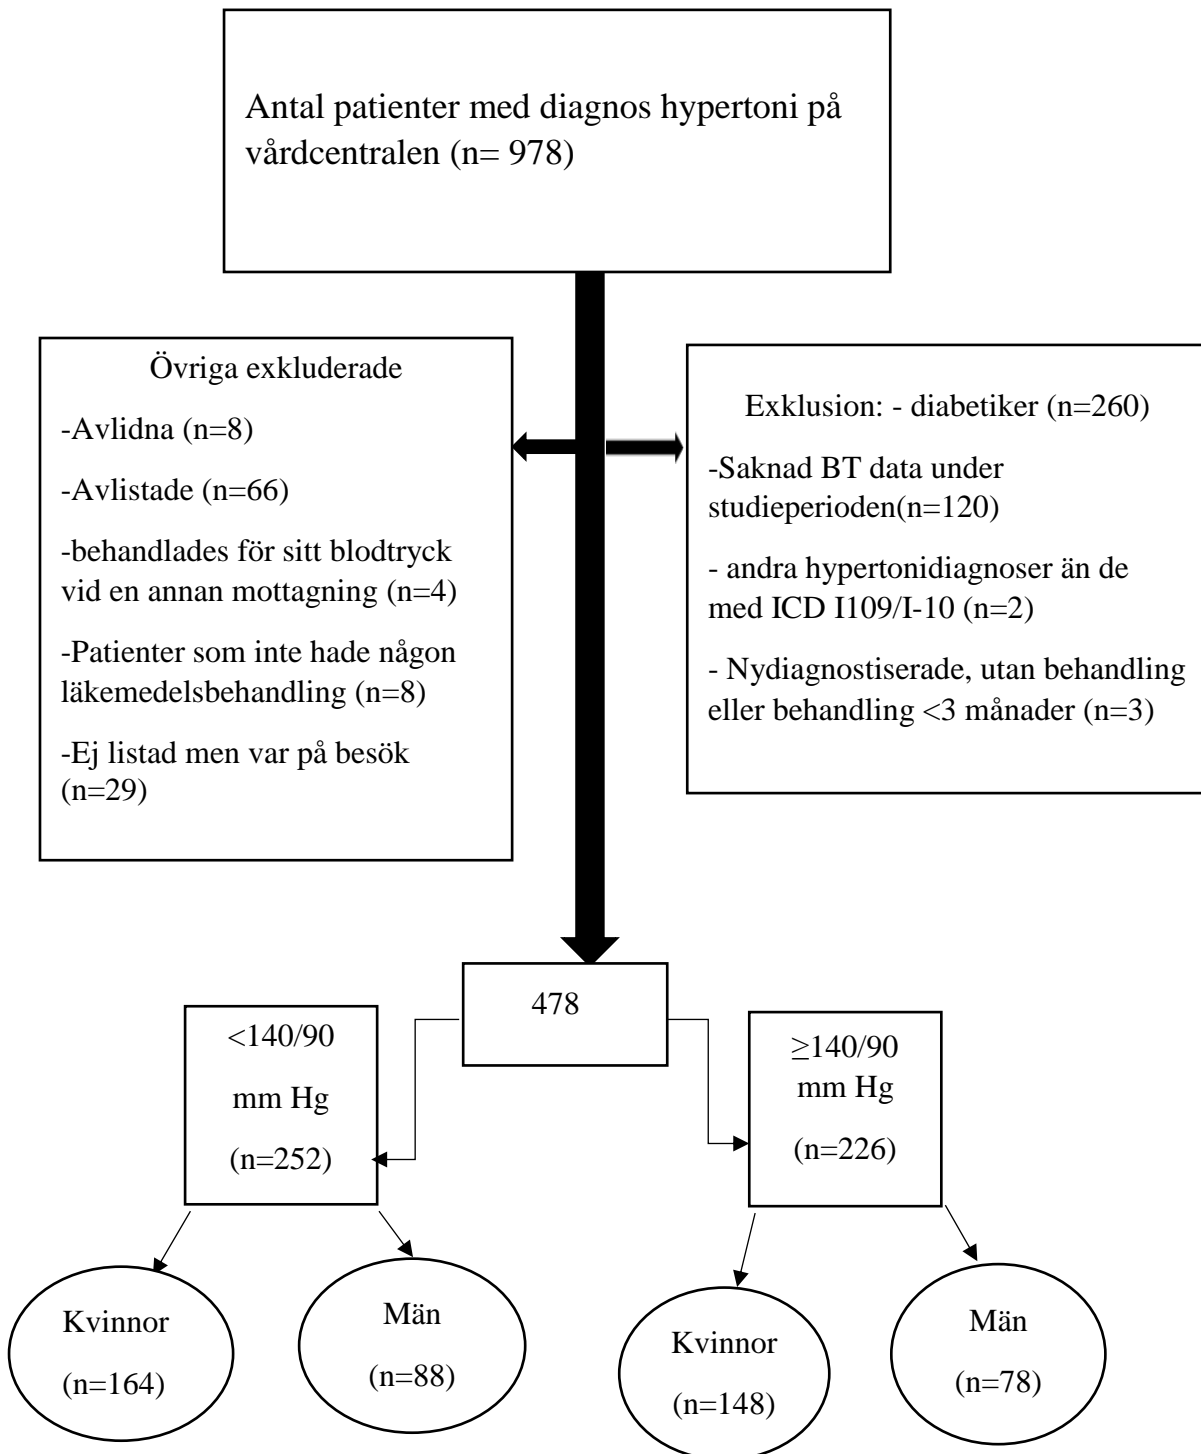 Antal patienter med diagnos hypertoni på
vårdcentralen (n= 978)
Övriga exkluderade
-Avlidna (n=8)
-Avlistade (n=66)
-behandlades för sitt blodtryck
vid en annan mottagning (n=4)
-Patienter som inte hade någon
läkemedelsbehandling (n=8)
-Ej listad men var på besök
(n=29)
Exklusion: - diabetiker (n=260)
-Saknad BT data under
studieperioden(n=120)
- andra hypertonidiagnoser än de
med ICD I109/I-10 (n=2)
- Nydiagnostiserade, utan behandling
eller behandling <3 månader (n=3)
478
<140/90
mm Hg
(n=252)
≥140/90
mm Hg
(n=226)
Kvinnor
(n=164)
Män
(n=88)
Kvinnor
(n=148)
Män
(n=78)